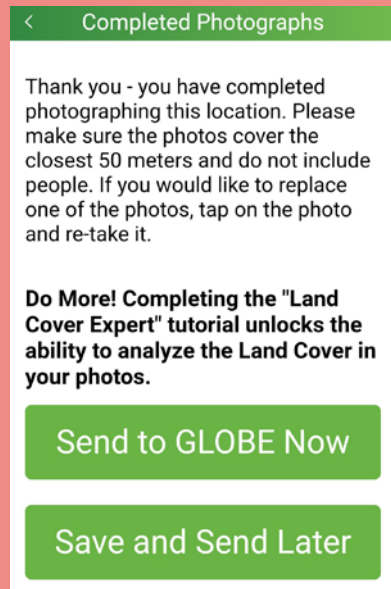 < Completed Photographs
Thank you - you have completed
photographing this location. Please
make sure the photos cover the
closest 50 meters and do not include
people. If you would like to replace
one of the photos, tap on the photo
and re-take it.
Do More! Completing the "Land
Cover Expert" tutorial unlocks the
ability to analyze the Land Cover in
your photos.
Send to GLOBE Now
Save and Send Later